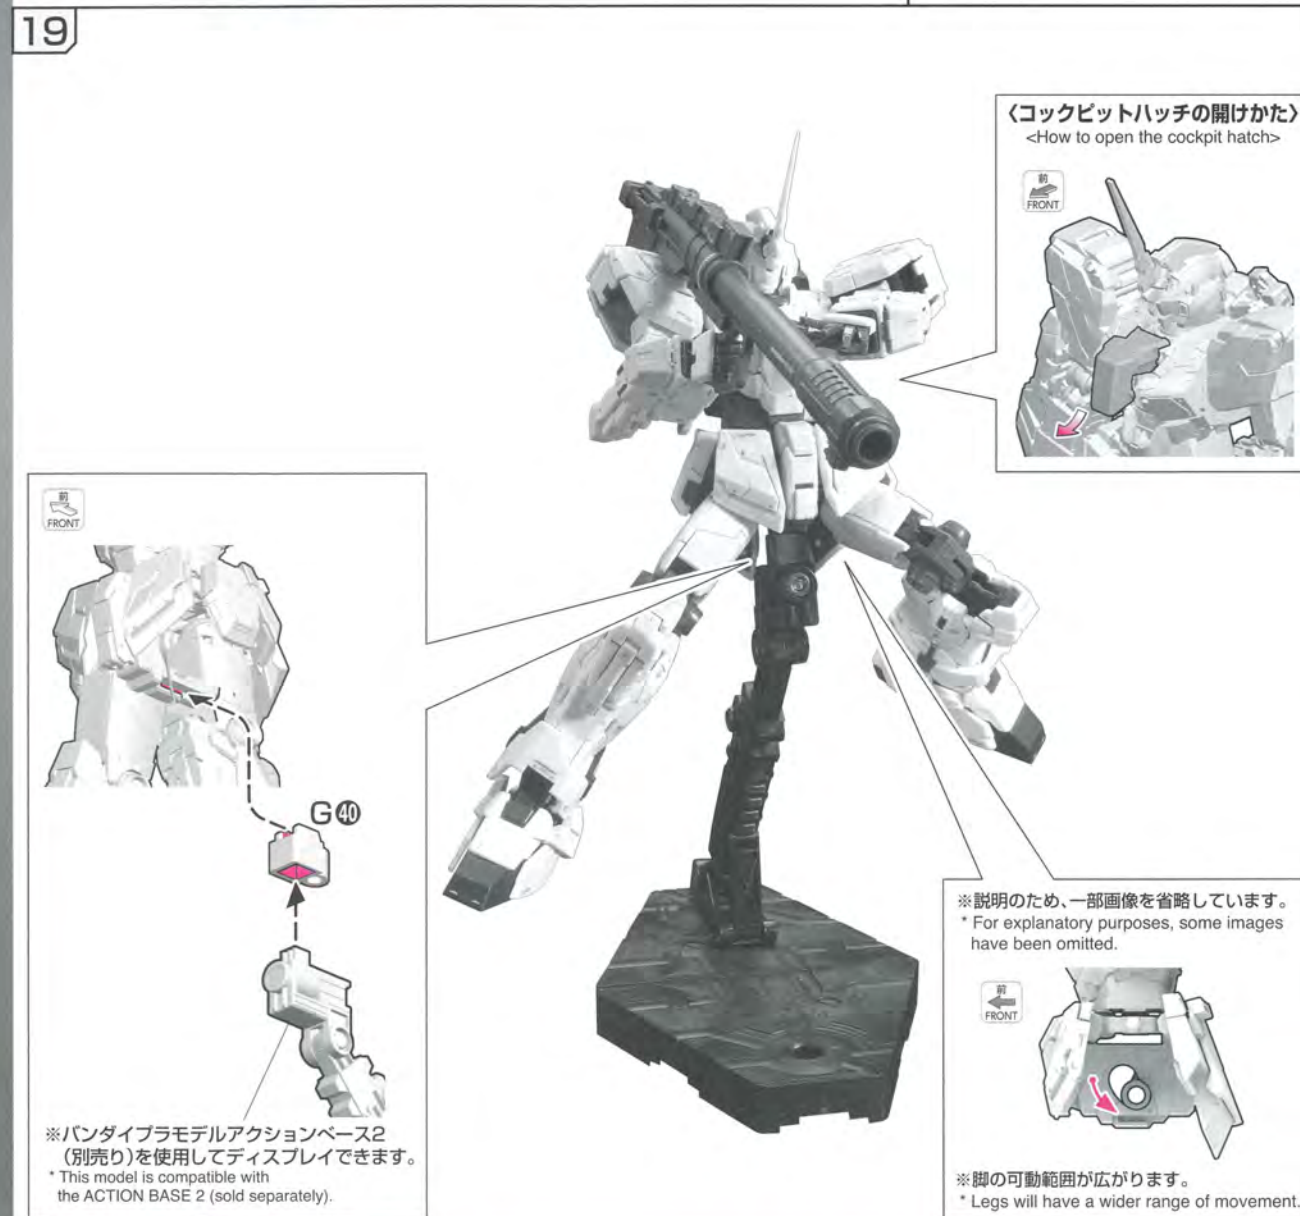 19
〈コックピットハッチの開けかた〉
<How to open the cockpit hatch>
前
FRONT
前
FRONT
G40
※バンダイプラモデルアクションベース2
(別売り)を使用してディスプレイできます。
* This model is compatible with
the ACTION BASE 2 (sold separately).
※説明のため、一部画像を省略しています。
* For explanatory purposes, some images
have been omitted.
前
FRONT
※脚の可動範囲が広がります。
* Legs will have a wider range of movement.